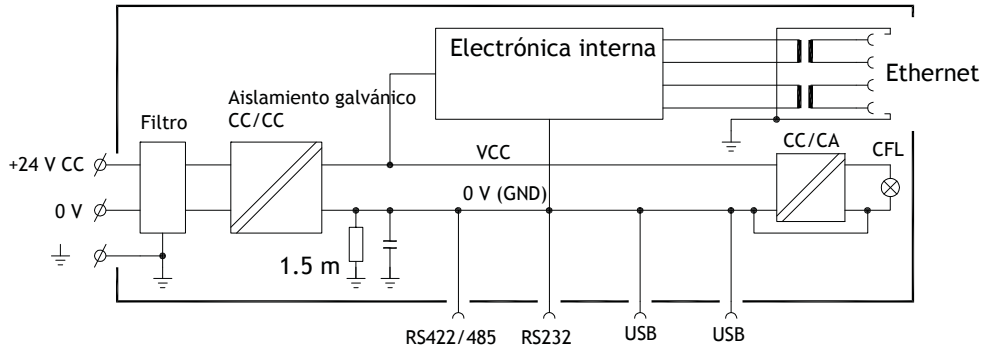 Electrónica interna
Ethernet
Aislamiento galvánico
CC/CC
Filtro
CC/CA
CFL
+24 V CC
VCC
0 V
0 V (GND)
1.5 m
RS422/485
RS232
USB
USB